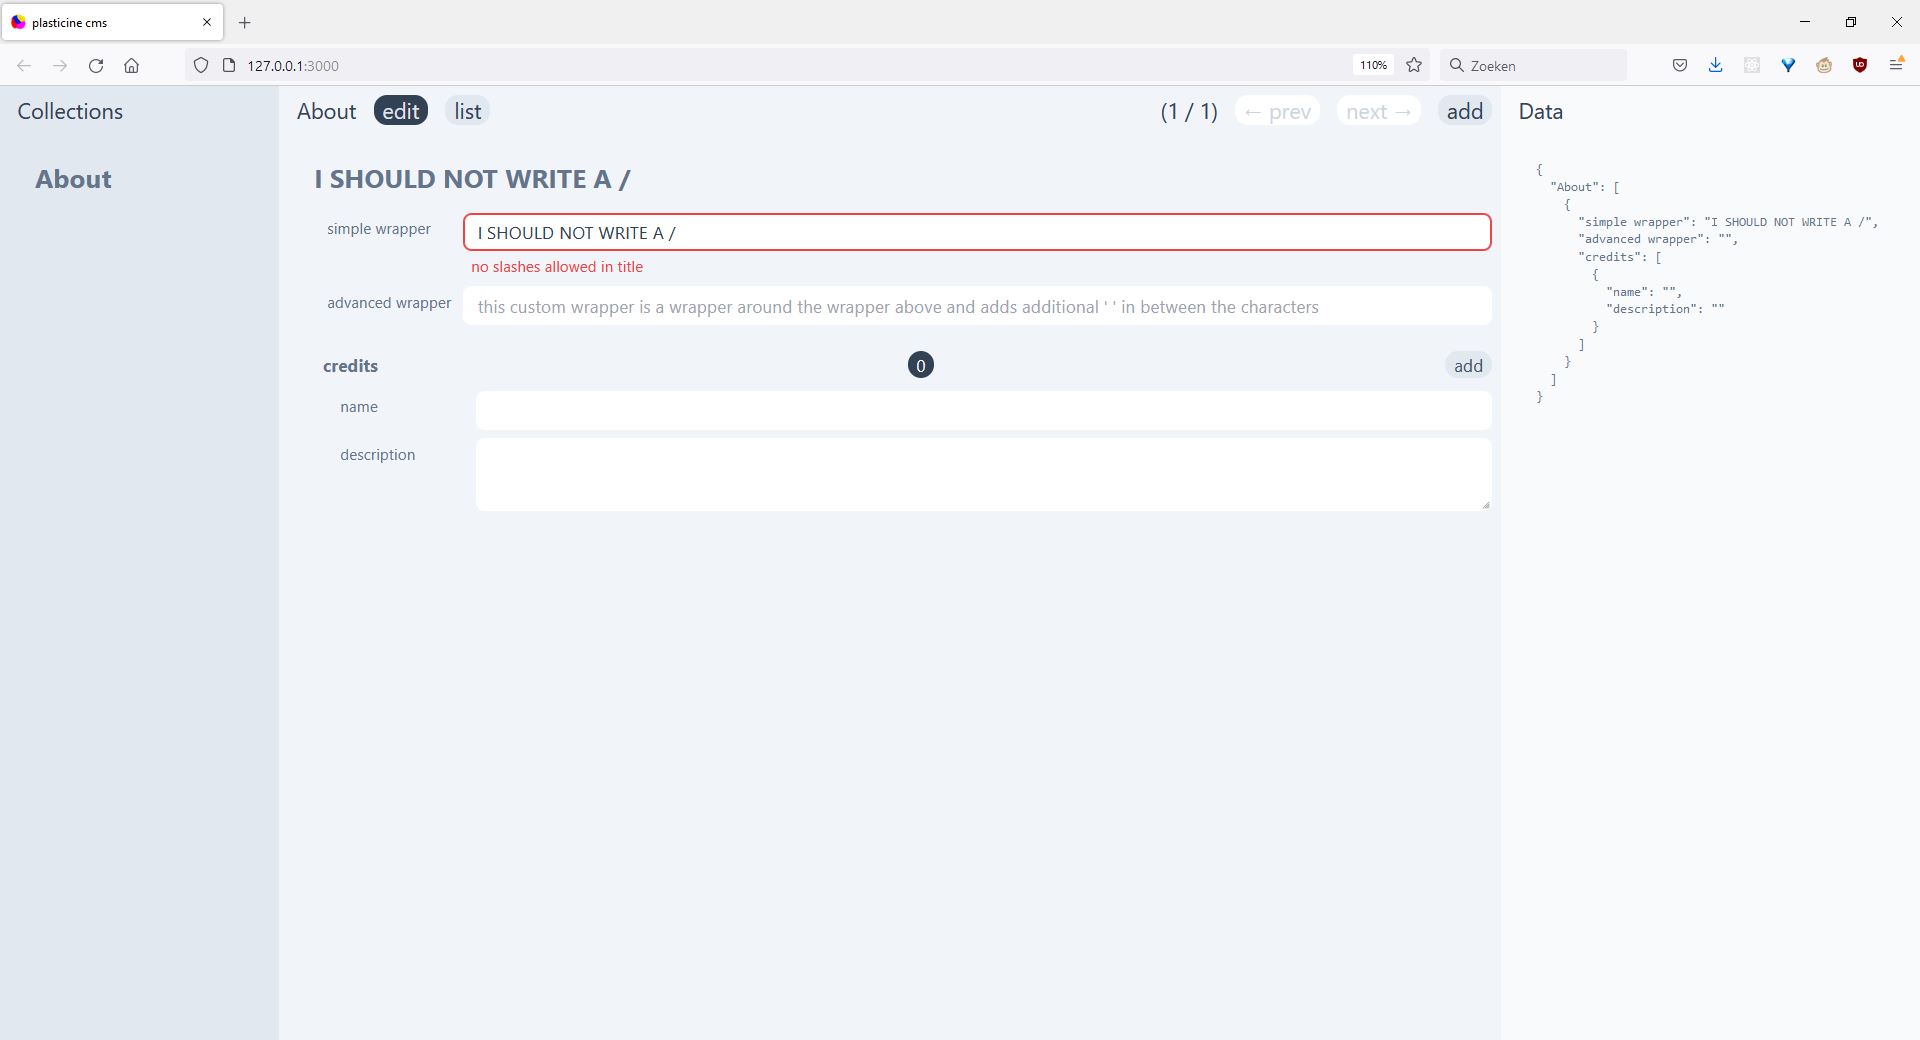 plasticine cms
127.0.0.1:3000
110%
Zoeken
Collections
About
About edit list (1 / 1) ← prev next → add
I SHOULD NOT WRITE A /
simple wrapper I SHOULD NOT WRITE A /
no slashes allowed in title
advanced wrapper this custom wrapper is a wrapper around the wrapper above and adds additional ' ' in between the characters
credits 0 add
name
description
Data
{
"About": [
{
"simple wrapper": "I SHOULD NOT WRITE A /",
"advanced wrapper": "",
"credits": [
{
"name": "",
"description": ""
}
]
}
]
}